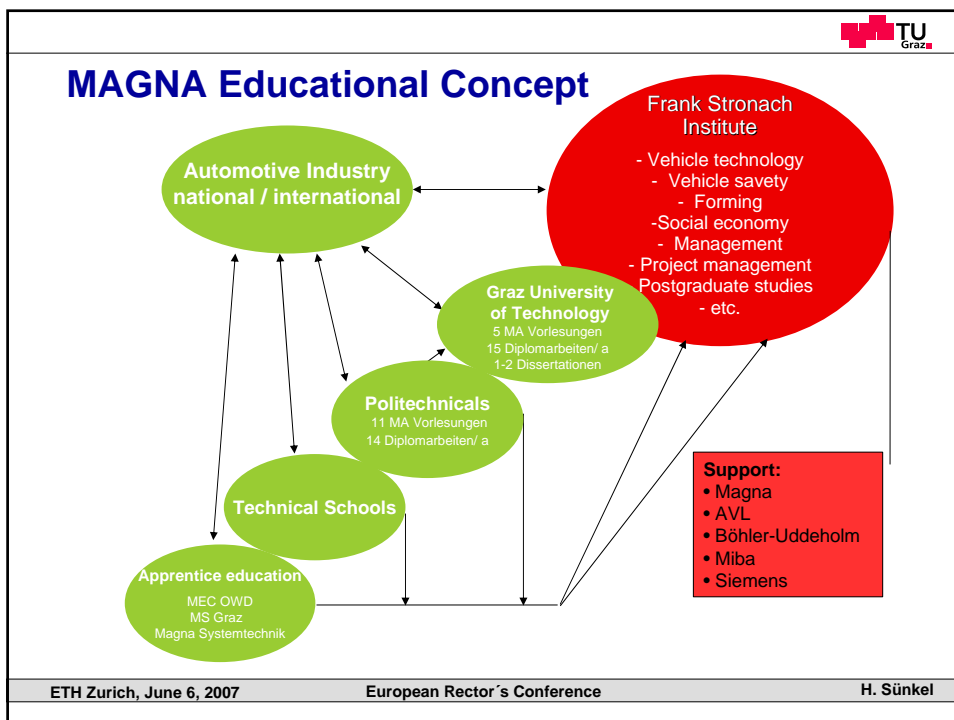 TU
Graz
MAGNA Educational Concept
Frank Stronach
Institute
- Vehicle technology
- Vehicle savety
- Forming
-Social economy
- Management
- Project management
Postgraduate studies
- etc.
Automotive Industry
national / international
Graz University
of Technology
5 MA Vorlesungen
15 Diplomarbeiten/ a
1-2 Dissertationen
Politechnicals
11 MA Vorlesungen
14 Diplomarbeiten/ a
Technical Schools
Apprentice education
MEC OWD
MS Graz
Magna Systemtechnik
Support:
• Magna
• AVL
• Böhler-Uddeholm
• Miba
• Siemens
ETH Zurich, June 6, 2007 European Rector´s Conference H. Sünkel